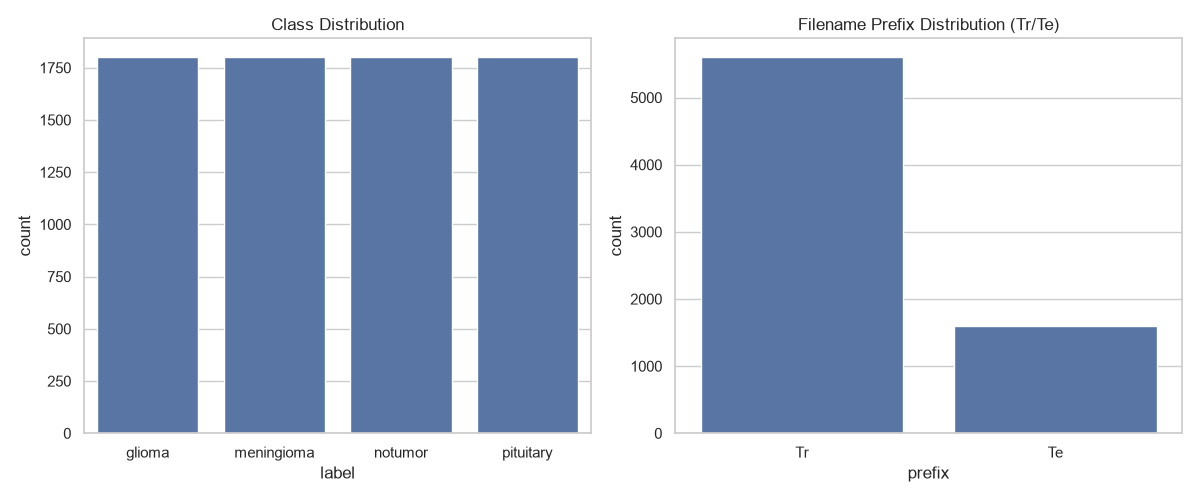 Class Distribution
1750
1500
1250
1000
750
500
250
0
count
glioma meningioma notumor pituitary
label
Filename Prefix Distribution (Tr/Te)
5000
4000
3000
2000
1000
0
count
Tr Te
prefix